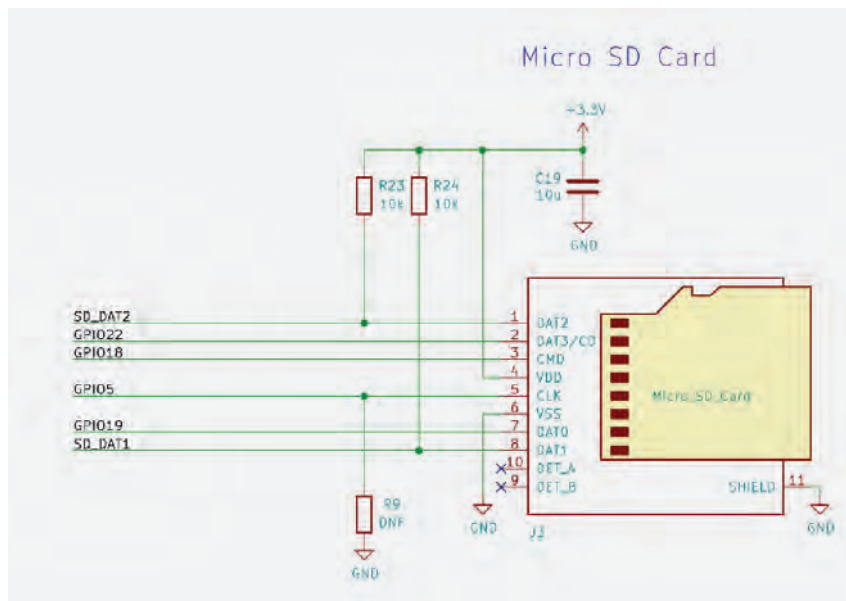 Micro SD Card
+3.3V
R23
10k
R24
10k
C19
10u
GND
SD_DAT2
GPIO22
GPIO18
GPIO5
GPIO19
SD_DAT1
1 DAT2
2 DAT3/CD
3 CMD
4 VDD
5 CLK
6 VSS
7 DAT0
8 DAT1
10 DET_A
9 DET_B
Micro_SD_Card
SHIELD 11
R9
DNF
GND
GND
J3
GND